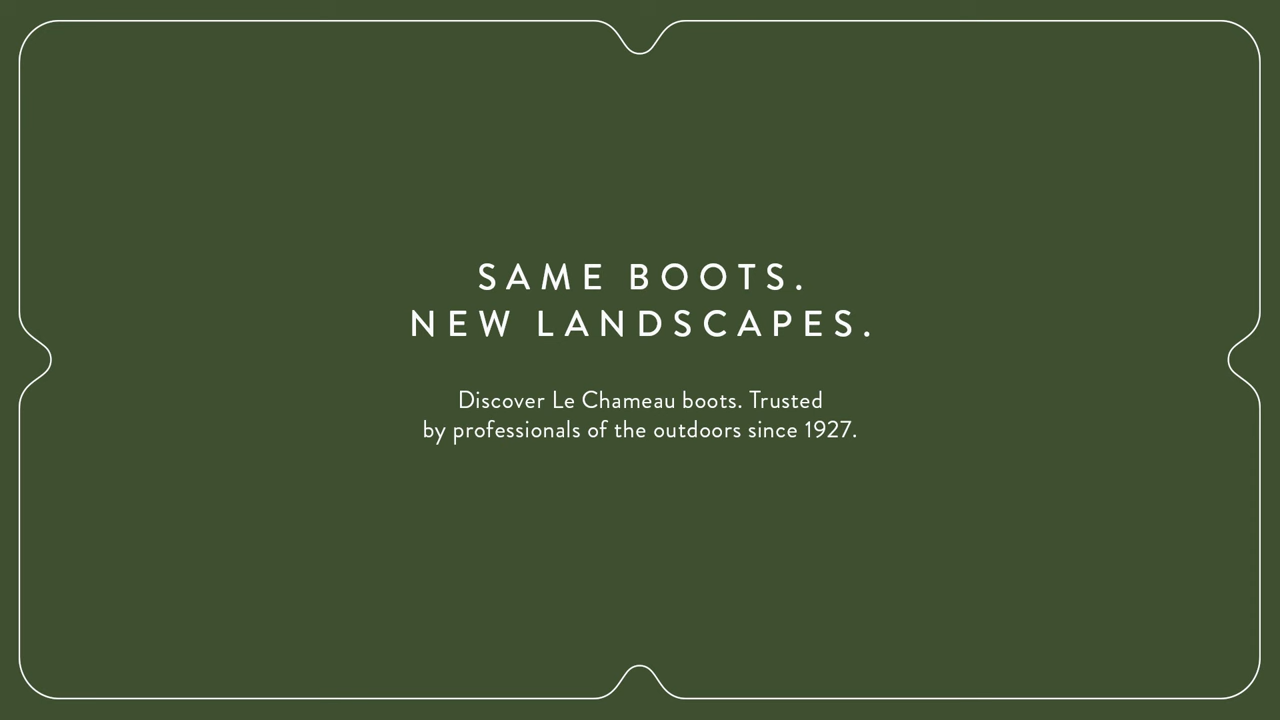 SAME BOOTS.
NEW LANDSCAPES.
Discover Le Chameau boots. Trusted
by professionals of the outdoors since 1927.